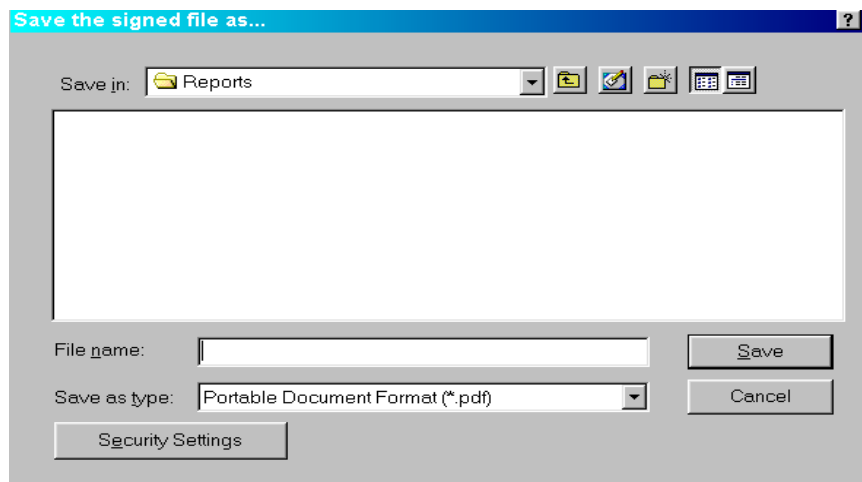 Save the signed file as...
?
Save in: Reports
File name:
Save
Save as type: Portable Document Format (*.pdf)
Cancel
Security Settings